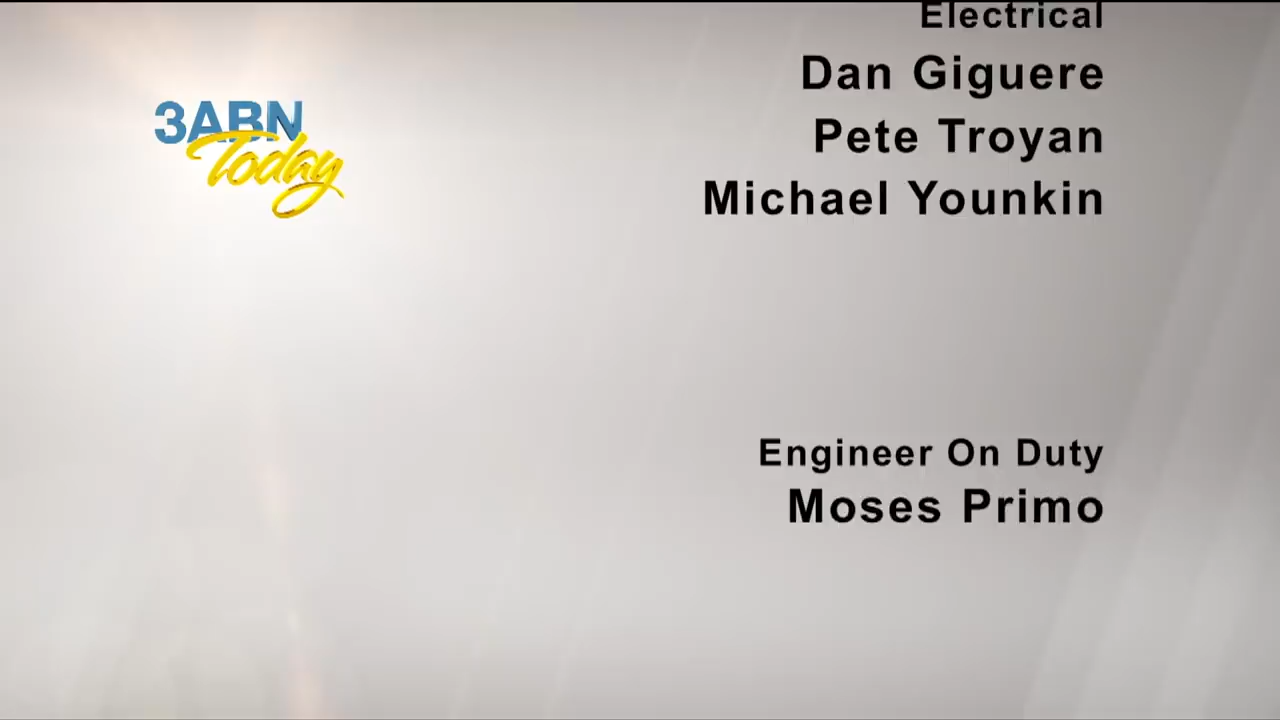 3ABN
Today
Electrical
Dan Giguere
Pete Troyan
Michael Younkin
Engineer On Duty
Moses Primo